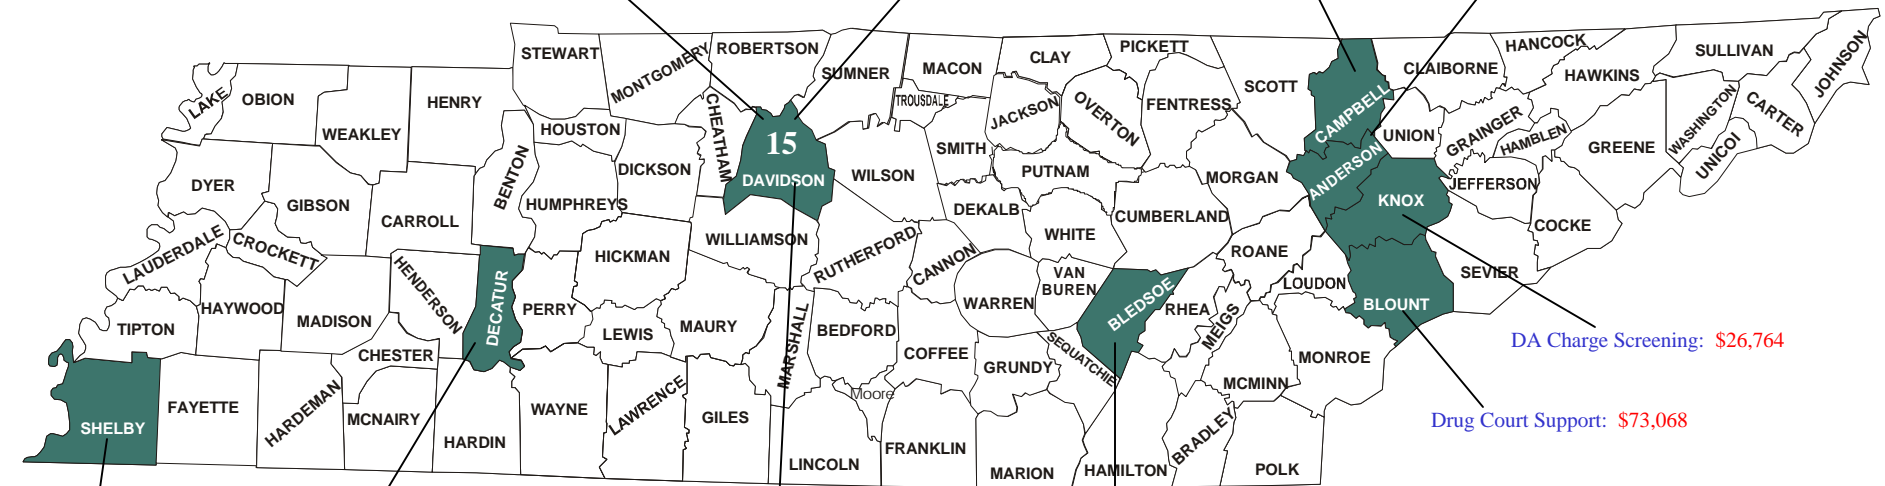 STEWART
MONTGOMERY
ROBERTSON
SUMNER
MACON
CLAY
PICKETT
SCOTT
CLAIBORNE
HANCOCK
HAWKINS
SULLIVAN
JOHNSON
LAKE
OBION
WEAKLEY
HENRY
HOUSTON
CHEATHAM
TROUSDALE
JACKSON
OVERTON
FENTRESS
CAMPBELL
UNION
GRAINGER
HAMBLEN
WASHINGTON
CARTER
UNICOI
GREENE
15
DAVIDSON
DYER
GIBSON
CARROLL
BENTON
HUMPHREYS
DICKSON
WILSON
SMITH
PUTNAM
MORGAN
ANDERSON
KNOX
JEFFERSON
COCKE
DEKALB
CUMBERLAND
LAUDERDALE
CROCKETT
HICKMAN
WILLIAMSON
RUTHERFORD
CANNON
WHITE
ROANE
SEVIER
LOUDON
HENDERSON
DECATUR
PERRY
VAN
BUREN
BLEDSOE
RHEA
MEIGS
BLOUNT
TIPTON
HAYWOOD
MADISON
LEWIS
MAURY
MARSHALL
BEDFORD
WARREN
DA Charge Screening: $26,764
CHESTER
COFFEE
GRUNDY
SEQUATCHIE
MCMINN
MONROE
SHELBY
FAYETTE
HARDEMAN
MCNAIRY
HARDIN
WAYNE
LAWRENCE
GILES
Moore
Drug Court Support: $73,068
LINCOLN
FRANKLIN
MARION
HAMILTON
BRADLEY
POLK